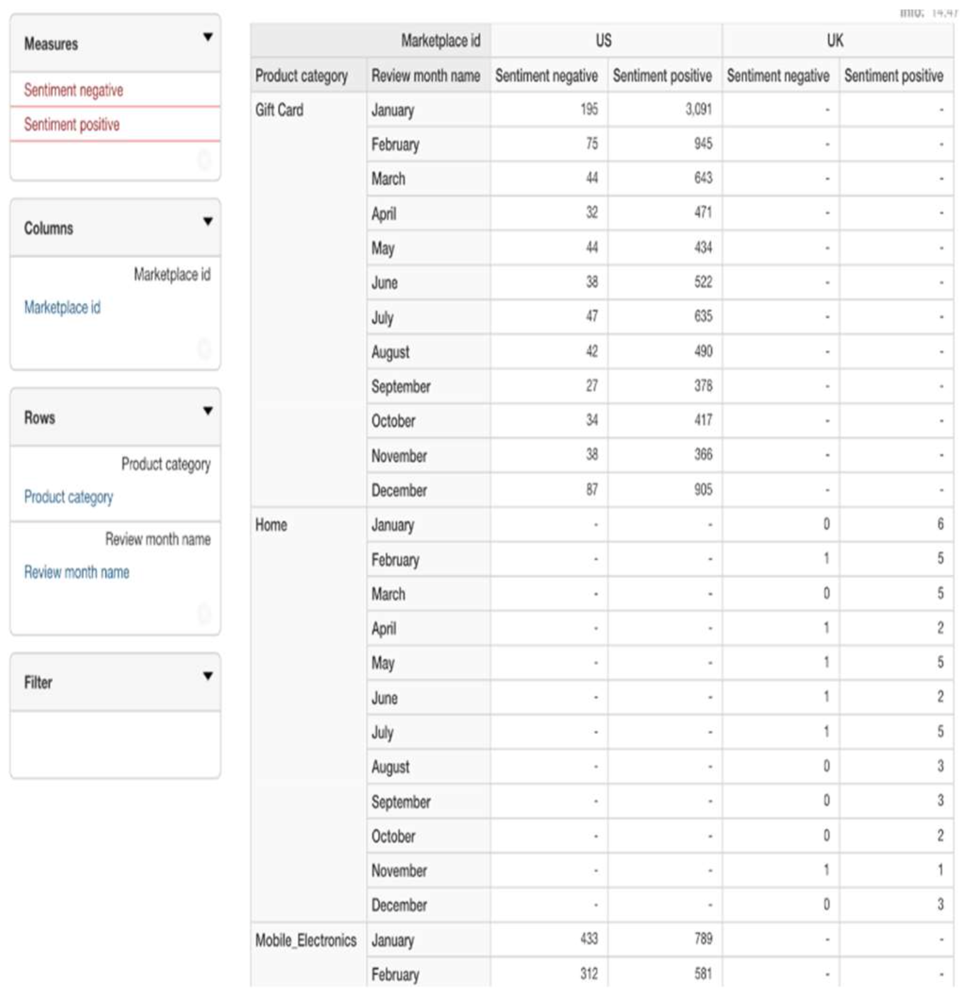 Measures
Sentiment negative
Sentiment positive
Columns
Marketplace id
Marketplace id
Rows
Product category
Product category
Review month name
Review month name
Filter
Marketplace id US UK
Product category Review month name Sentiment negative Sentiment positive Sentiment negative Sentiment positive
Gift Card January 195 3,091 - -
February 75 945 - -
March 44 643 - -
April 32 471 - -
May 44 434 - -
June 38 522 - -
July 47 635 - -
August 42 490 - -
September 27 378 - -
October 34 417 - -
November 38 366 - -
December 87 905 - -
Home January - - 0 6
February - - 1 5
March - - 0 5
April - - 1 2
May - - 1 5
June - - 1 2
July - - 1 5
August - - 0 3
September - - 0 3
October - - 0 2
November - - 1 1
December - - 0 3
Mobile_Electronics January 433 789 - -
February 312 581 - -